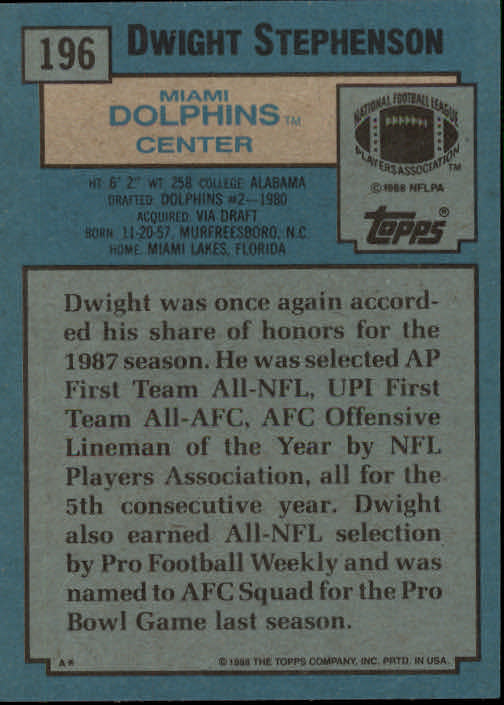 196
DWIGHT STEPHENSON
MIAMI
DOLPHINS TM
CENTER
NATIONAL FOOTBALL LEAGUE
PLAYERS ASSOCIATION TM
© 1988 NFLPA
Topps®
HT: 6' 2" WT: 258 COLLEGE: ALABAMA
DRAFTED: DOLPHINS #2—1980
ACQUIRED: VIA DRAFT
BORN: 11-20-57, MURFREESBORO, N.C.
HOME: MIAMI LAKES, FLORIDA
Dwight was once again accord-
ed his share of honors for the
1987 season. He was selected AP
First Team All-NFL, UPI First
Team All-AFC, AFC Offensive
Lineman of the Year by NFL
Players Association, all for the
5th consecutive year. Dwight
also earned All-NFL selection
by Pro Football Weekly and was
named to AFC Squad for the Pro
Bowl Game last season.
A* © 1988 THE TOPPS COMPANY, INC. PRTD. IN USA.